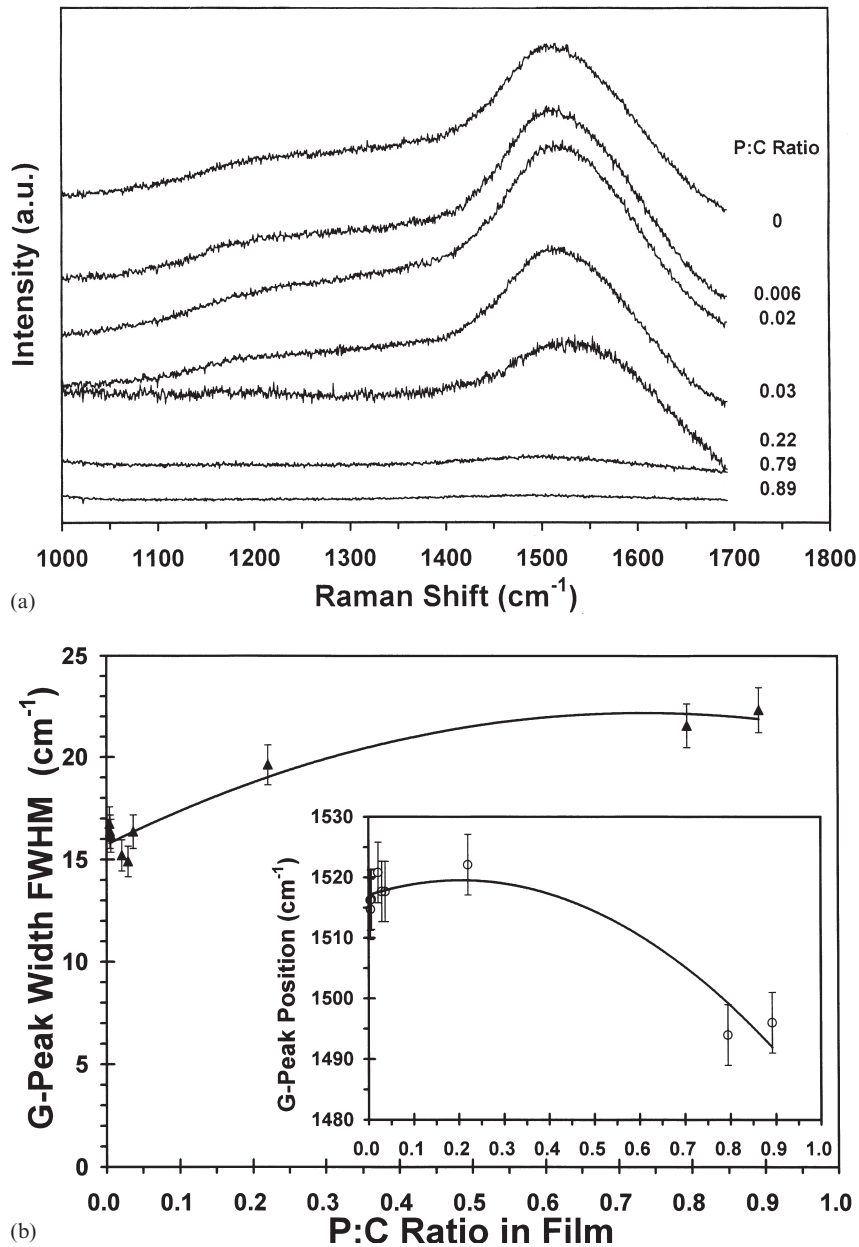 Intensity (a.u.)
P:C Ratio
0
0.006
0.02
0.03
0.22
0.79
0.89
1000 1100 1200 1300 1400 1500 1600 1700 1800
Raman Shift (cm⁻¹)
(a)
G-Peak Width FWHM (cm⁻¹)
25
20
15
10
5
0
G-Peak Position (cm⁻¹)
1530
1520
1510
1500
1490
1480
0.0 0.1 0.2 0.3 0.4 0.5 0.6 0.7 0.8 0.9 1.0
0.0 0.1 0.2 0.3 0.4 0.5 0.6 0.7 0.8 0.9 1.0
P:C Ratio in Film
(b)